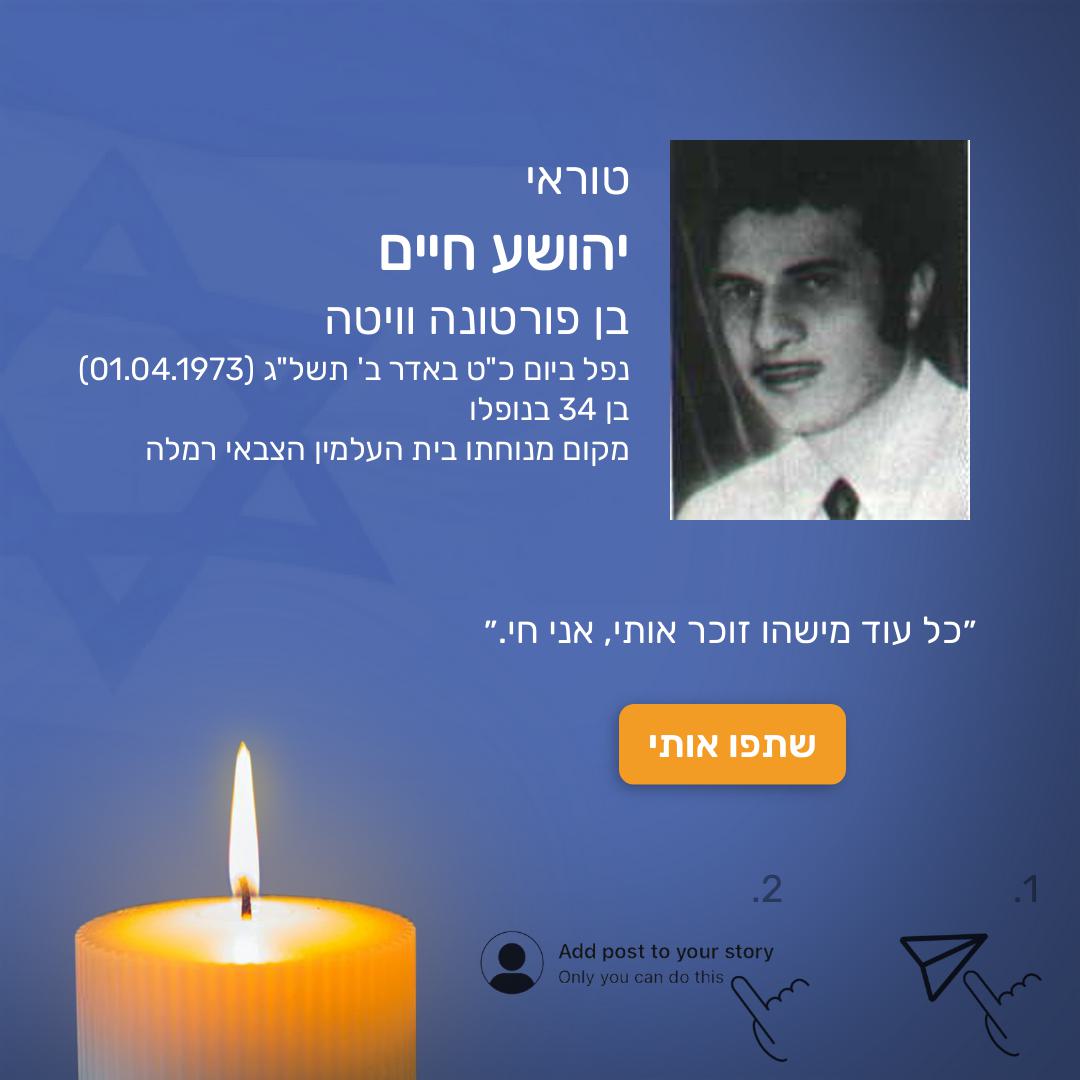 טוראי
יהושע חיים
בן פורטונה וויטה
נפל ביום כ"ט באדר ב' תשל"ג (01.04.1973)
בן 34 בנופלו
מקום מנוחתו בית העלמין הצבאי רמלה
״כל עוד מישהו זוכר אותי, אני חי.״
שתפו אותי
.1
.2
Add post to your story
Only you can do this